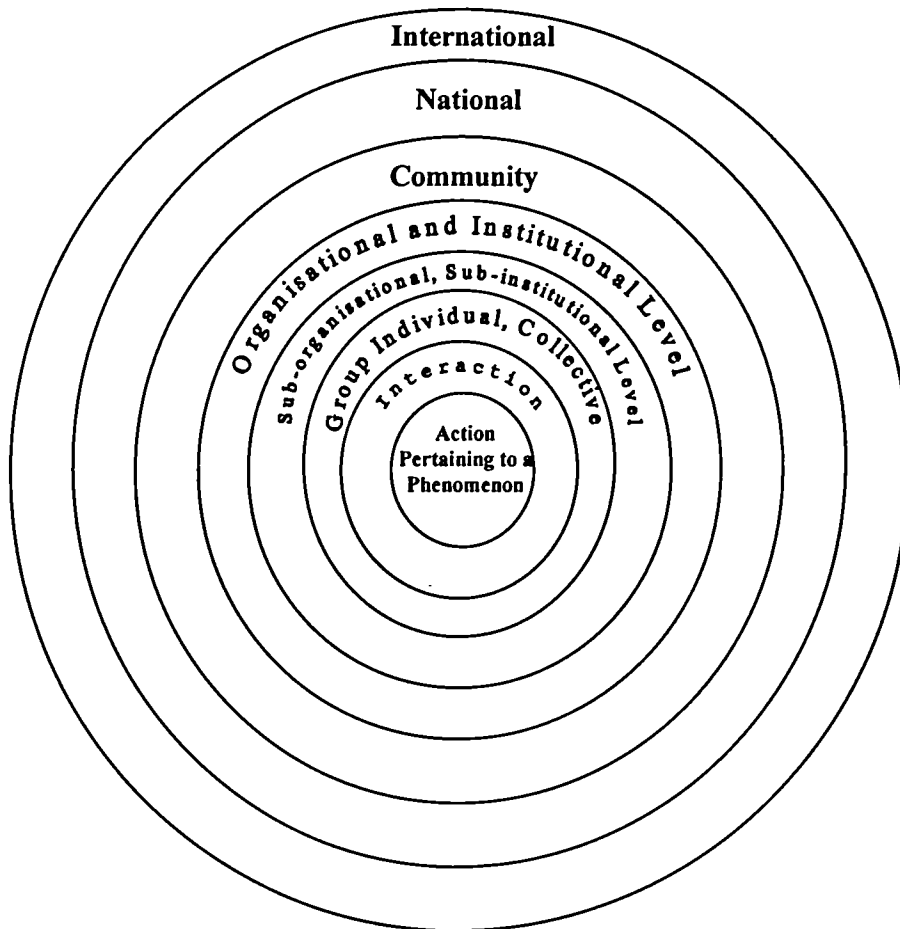 International
National
Community
Organisational and Institutional Level
Sub-organisational, Sub-institutional Level
Group Individual, Collective
Interaction
Action
Pertaining to a
Phenomenon